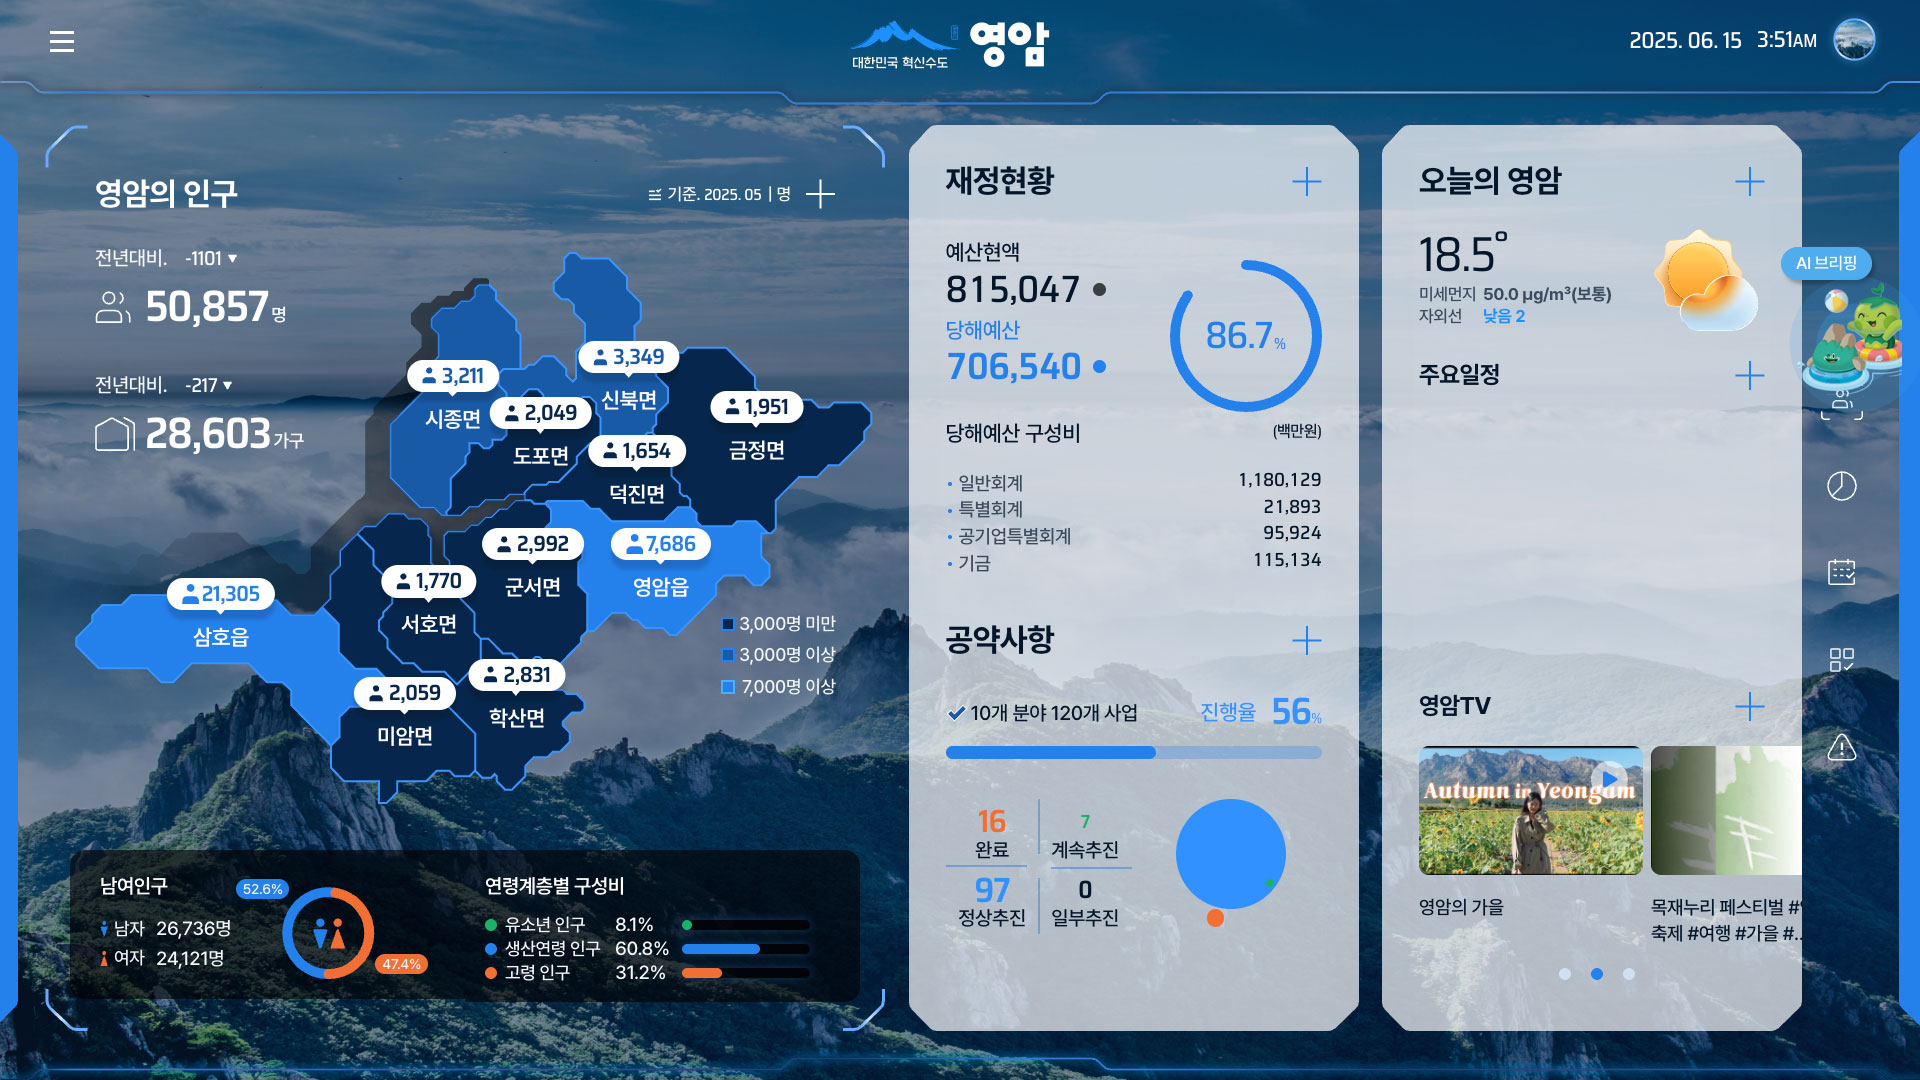 대한민국 혁신수도
영암
2025. 06. 15 3:51AM
영암의 인구
기준. 2025. 05 | 명
전년대비. -1101 ▼
50,857명
전년대비. -217 ▼
28,603가구
3,211
시종면
2,049
도포면
3,349
신북면
1,654
덕진면
1,951
금정면
2,992
군서면
7,686
영암읍
21,305
삼호읍
1,770
서호면
2,831
학산면
2,059
미암면
3,000명 미만
3,000명 이상
7,000명 이상
남여인구
남자 26,736명
여자 24,121명
52.6%
47.4%
연령계층별 구성비
유소년 인구 8.1%
생산연령 인구 60.8%
고령 인구 31.2%
재정현황
예산현액
815,047
당해예산
706,540
86.7%
당해예산 구성비 (백만원)
일반회계 1,180,129
특별회계 21,893
공기업특별회계 95,924
기금 115,134
공약사항
10개 분야 120개 사업 진행율 56%
16
완료
7
계속추진
97
정상추진
0
일부추진
오늘의 영암
18.5°
미세먼지 50.0 µg/m³(보통)
자외선 낮음 2
AI 브리핑
주요일정
영암TV
Autumn in Yeongam
영암의 가을
목재누리 페스티벌
축제 #여행 #가을 #..